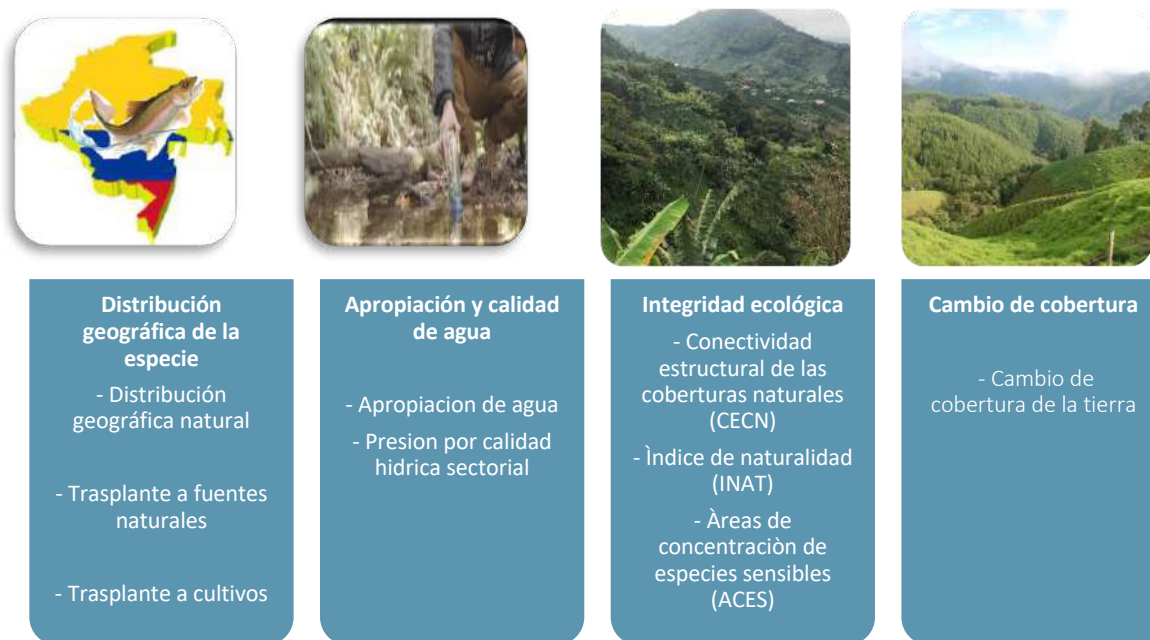 Distribución
geográfica de la
especie
- Distribución
geográfica natural
- Trasplante a fuentes
naturales
- Trasplante a cultivos
Apropiación y calidad
de agua
- Apropiacion de agua
- Presion por calidad
hidrica sectorial
Integridad ecológica
- Conectividad
estructural de las
coberturas naturales
(CECN)
- Ìndice de naturalidad
(INAT)
- Àreas de
concentraciòn de
especies sensibles
(ACES)
Cambio de cobertura
- Cambio de
cobertura de la tierra